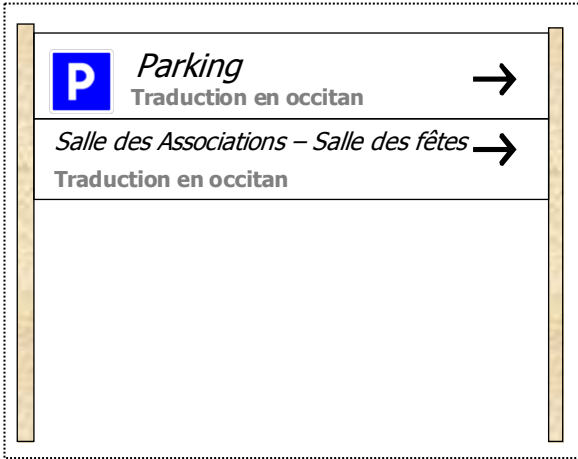 P
Parking
Traduction en occitan
Salle des Associations – Salle des fêtes
Traduction en occitan